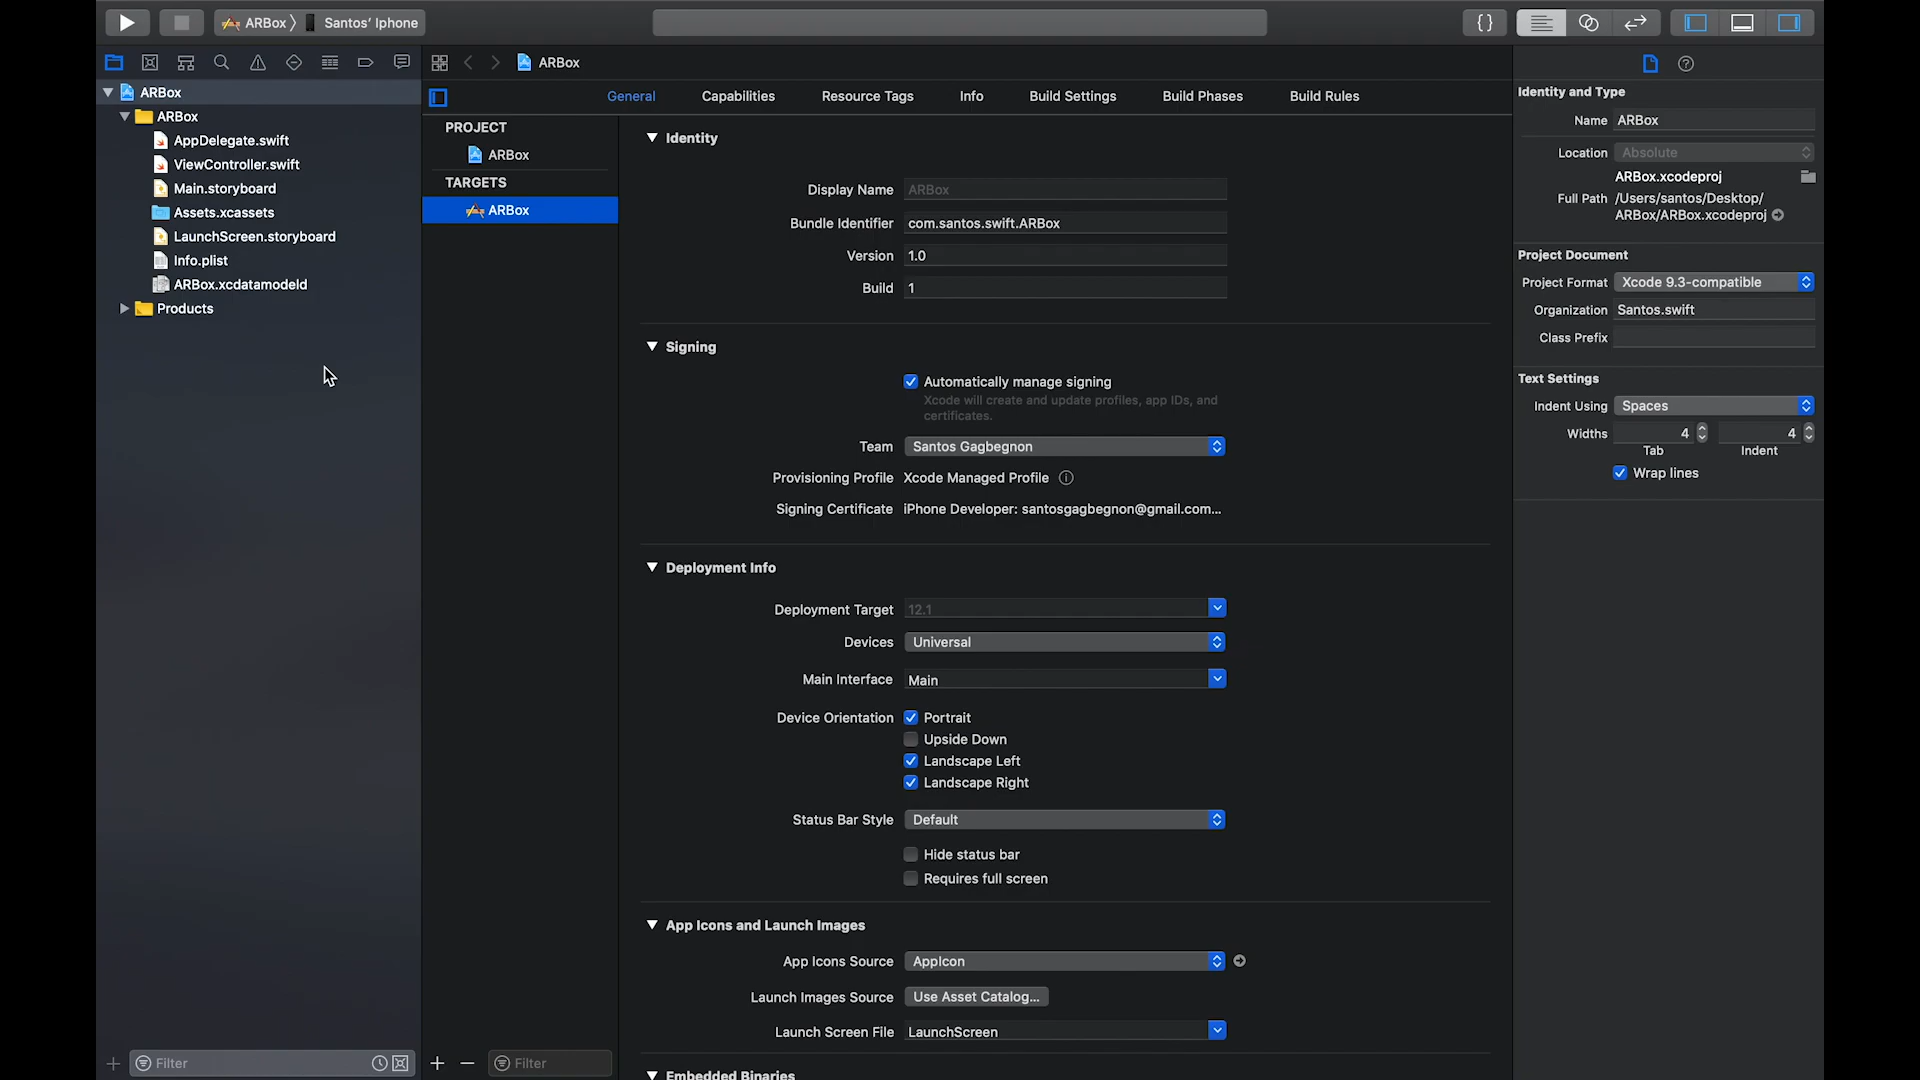 ARBox 〉 Santos' Iphone
{ }
ARBox
ARBox
ARBox
AppDelegate.swift
ViewController.swift
Main.storyboard
Assets.xcassets
LaunchScreen.storyboard
Info.plist
ARBox.xcdatamodeld
Products
Filter
ARBox
General Capabilities Resource Tags Info Build Settings Build Phases Build Rules
PROJECT
ARBox
TARGETS
ARBox
Filter
Identity
Display Name ARBox
Bundle Identifier com.santos.swift.ARBox
Version 1.0
Build 1
Signing
Automatically manage signing
Xcode will create and update profiles, app IDs, and
certificates.
Team Santos Gagbegnon
Provisioning Profile Xcode Managed Profile
Signing Certificate iPhone Developer: santosgagbegnon@gmail.com...
Deployment Info
Deployment Target 12.1
Devices Universal
Main Interface Main
Device Orientation Portrait
Upside Down
Landscape Left
Landscape Right
Status Bar Style Default
Hide status bar
Requires full screen
App Icons and Launch Images
App Icons Source AppIcon
Launch Images Source Use Asset Catalog...
Launch Screen File LaunchScreen
Embedded Binaries
Identity and Type
Name ARBox
Location Absolute
ARBox.xcodeproj
Full Path /Users/santos/Desktop/
ARBox/ARBox.xcodeproj
Project Document
Project Format Xcode 9.3-compatible
Organization Santos.swift
Class Prefix
Text Settings
Indent Using Spaces
Widths 4 4
Tab Indent
Wrap lines